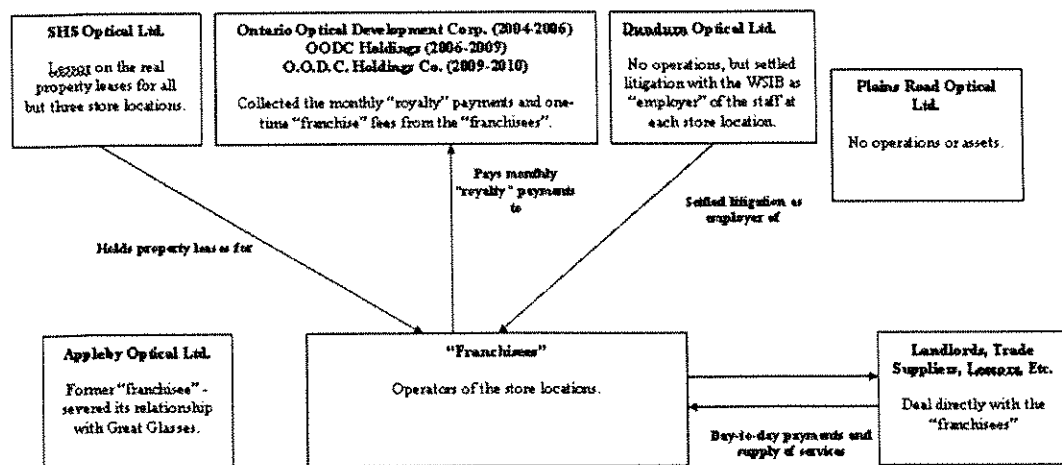 SHS Optical Ltd.
Lessor on the real
property leases for all
but three store locations.
Ontario Optical Development Corp. (2004-2006)
OODC Holdings (2006-2009)
O.O.D.C. Holdings Co. (2009-2010)
Collected the monthly "royalty" payments and one-
time "franchise" fees from the "franchisees".
Dundurn Optical Ltd.
No operations, but settled
litigation with the WSIB as
"employer" of the staff at
each store location.
Plains Road Optical
Ltd.
No operations or assets.
Pays monthly
"royalty" payments
to
Settled litigation as
employer of
Holds property leases for
Appleby Optical Ltd.
Former "franchisee" -
severed its relationship
with Great Glasses.
"Franchisees"
Operators of the store locations.
Landlords, Trade
Suppliers, Lessors, Etc.
Deal directly with the
"franchisees"
Day-to-day payments and
supply of services